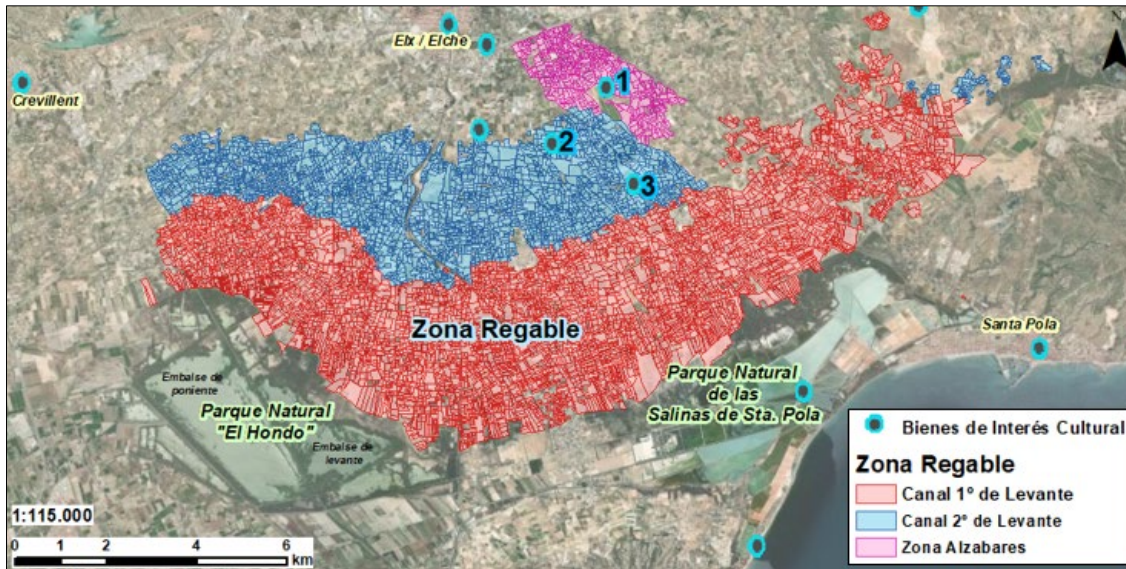 N
Elx / Elche
Crevillent
1
2
3
Zona Regable
Santa Pola
Embalse de
poniente
Parque Natural
"El Hondo"
Embalse de
levante
Parque Natural
de las
Salinas de Sta. Pola
Bienes de Interés Cultural
Zona Regable
Canal 1º de Levante
Canal 2º de Levante
Zona Alzabares
1:115.000
0 1 2 4 6
km